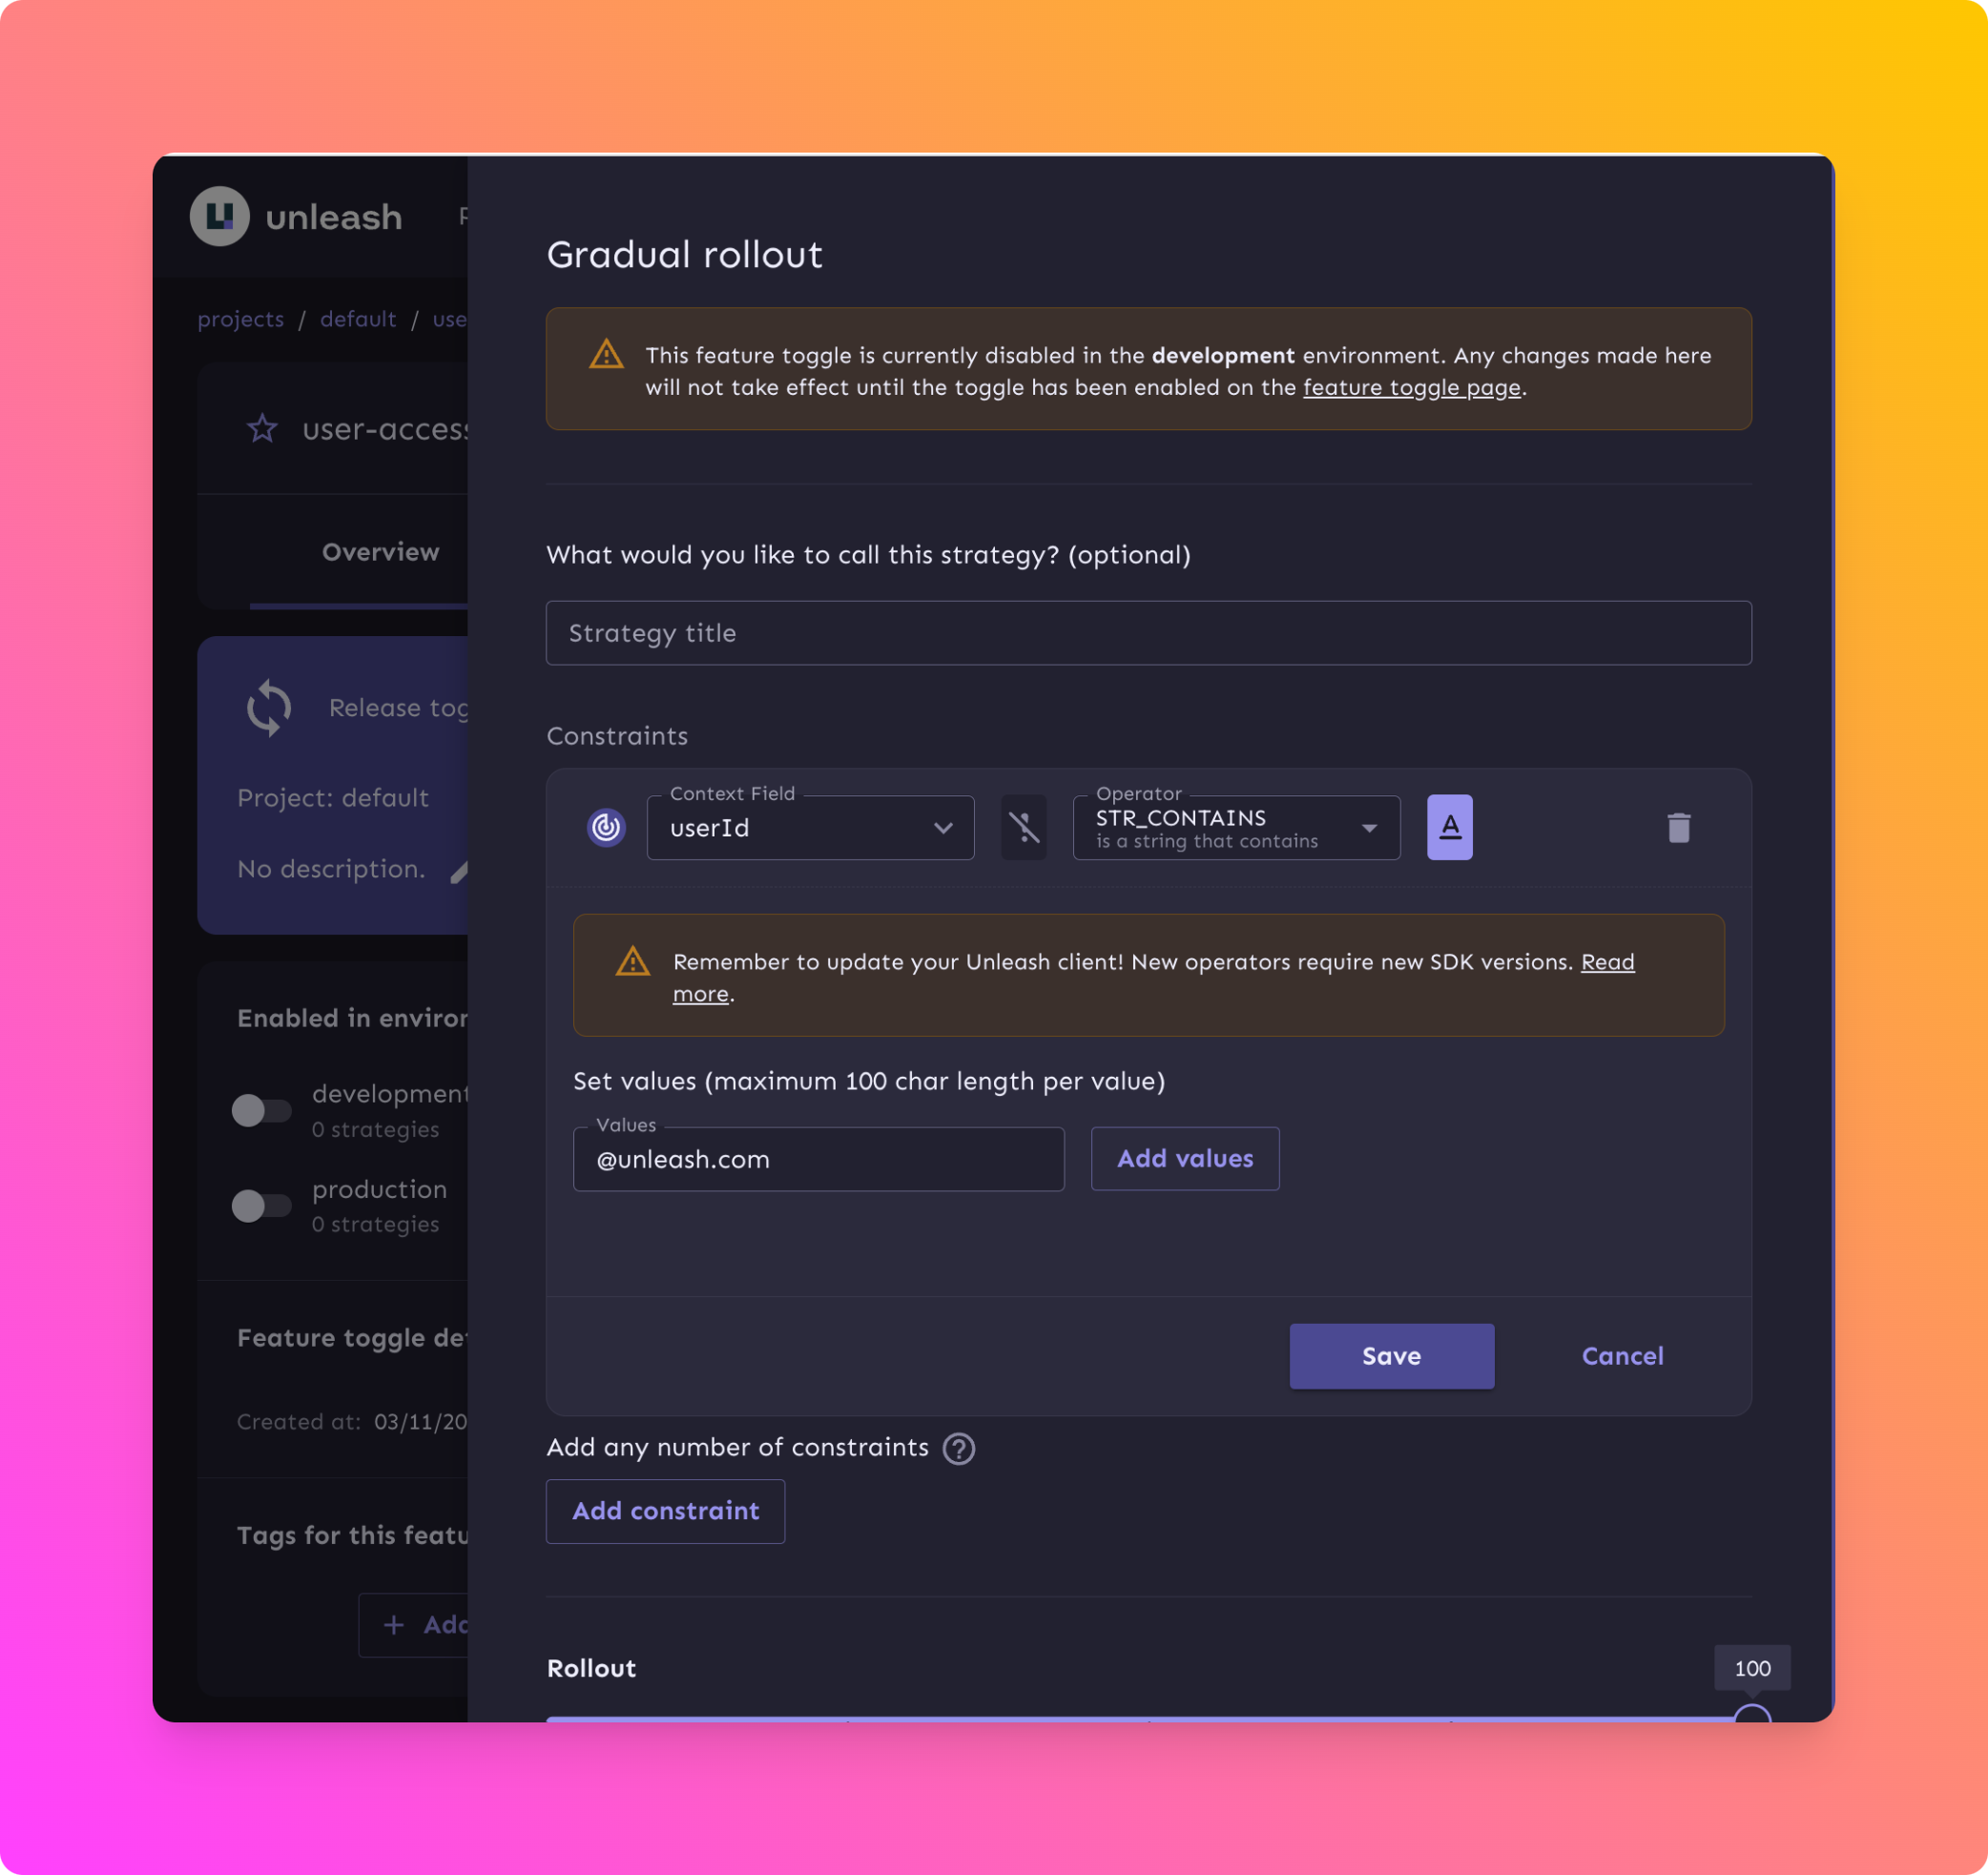 unleash
projects / default / use
user-access
Overview
Release tog
Project: default
No description.
Enabled in environ
development
0 strategies
production
0 strategies
Feature toggle det
Created at: 03/11/20
Tags for this featu
+ Add
Gradual rollout
This feature toggle is currently disabled in the development environment. Any changes made here
will not take effect until the toggle has been enabled on the feature toggle page.
What would you like to call this strategy? (optional)
Strategy title
Constraints
Context Field
userId
Operator
STR_CONTAINS
is a string that contains
A
Remember to update your Unleash client! New operators require new SDK versions. Read
more.
Set values (maximum 100 char length per value)
Values
@unleash.com
Add values
Save
Cancel
Add any number of constraints
Add constraint
Rollout
100